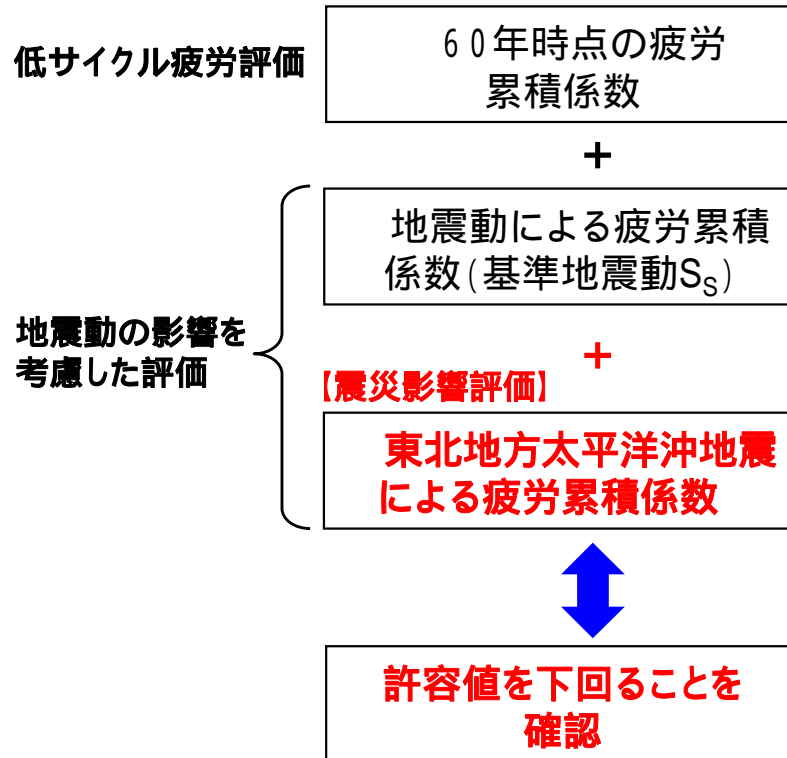 低サイクル疲労評価
６０年時点の疲労
累積係数
+
地震動による疲労累積
係数(基準地震動SS)
地震動の影響を
考慮した評価
+
【震災影響評価】
東北地方太平洋沖地震
による疲労累積係数
許容値を下回ることを
確認